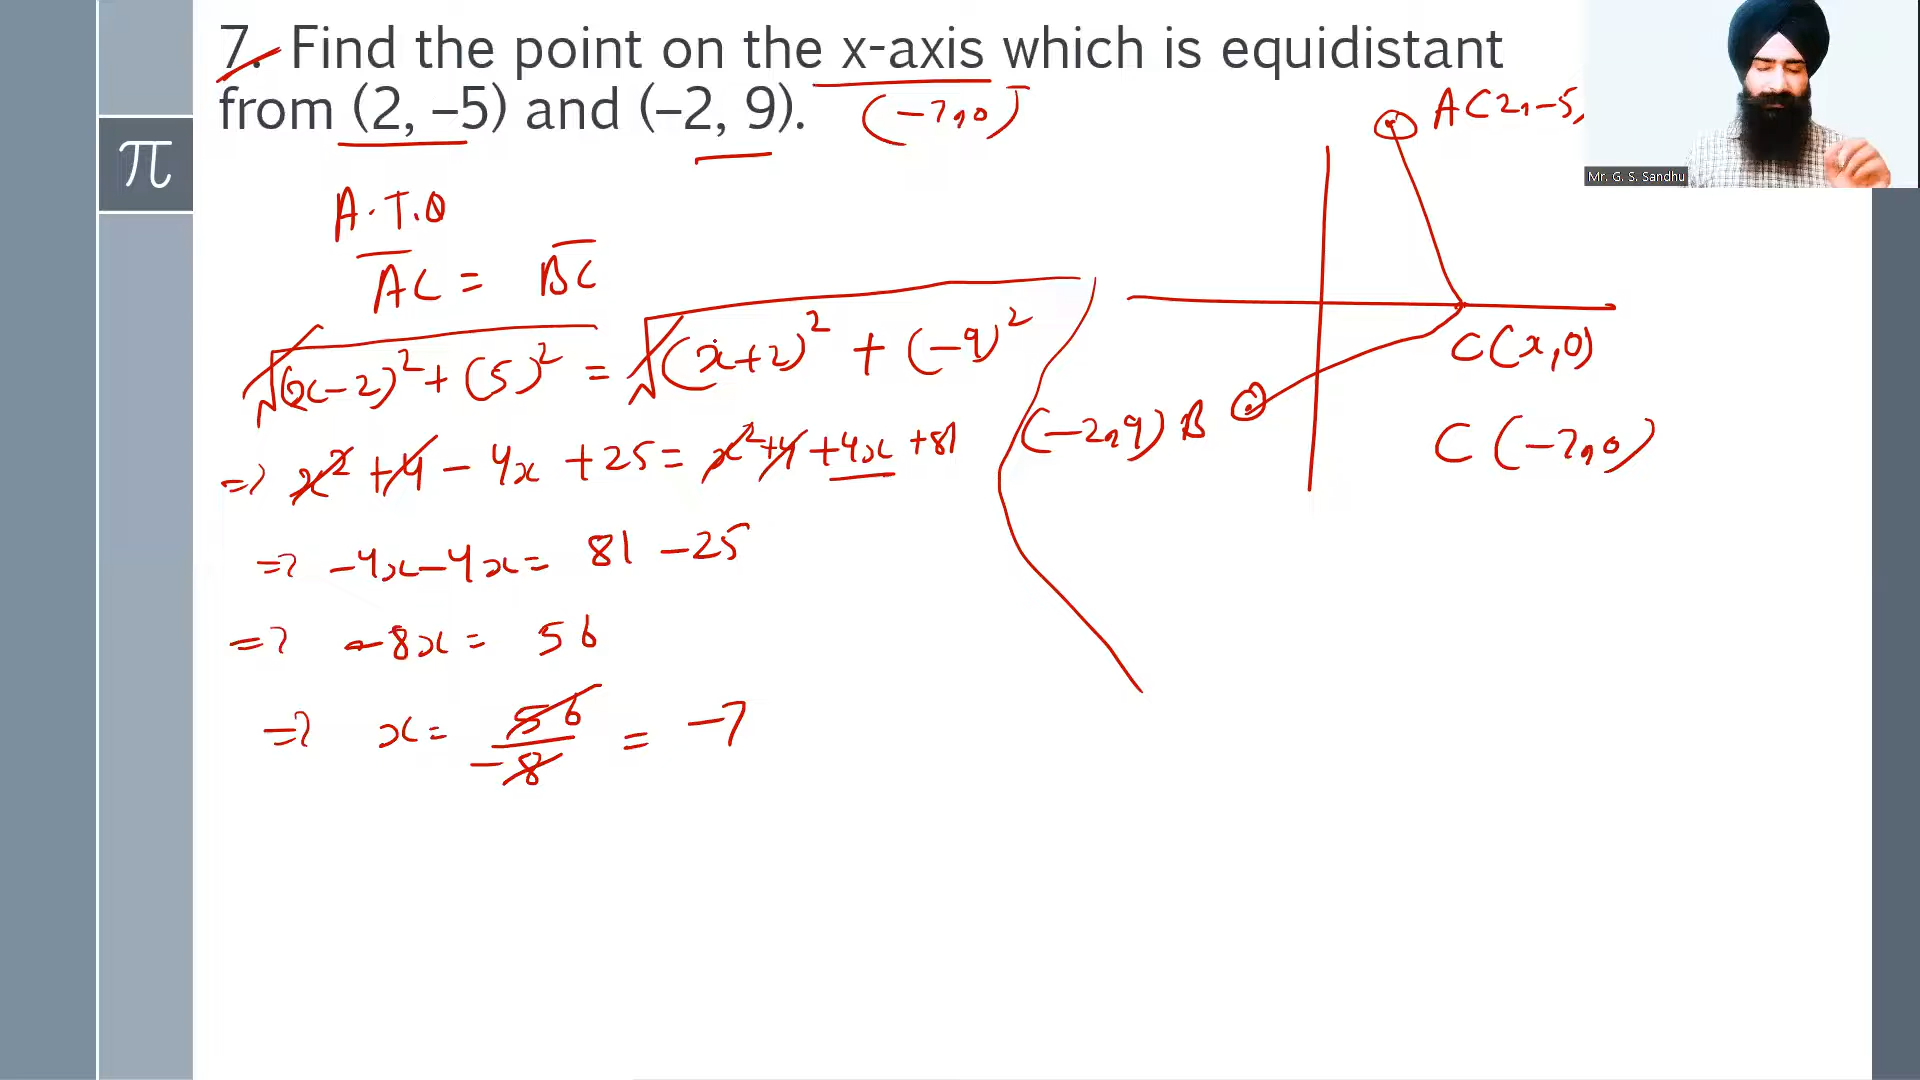 7. Find the point on the x-axis which is equidistant
from (2, –5) and (–2, 9).
(-7,0)
π
A(2,-5,
Mr. G. S. Sandhu
A.T.Q
AC = BC
√(x-2)²+(5)² = √(x+2)² + (-9)²
C(x,0)
(-2,9) B
C(-7,0)
=> x² +4 - 4x +25 = x²+4 +4x +81
=> -4x-4x = 81 -25
=> -8x = 56
=> x = 56/-8 = -7